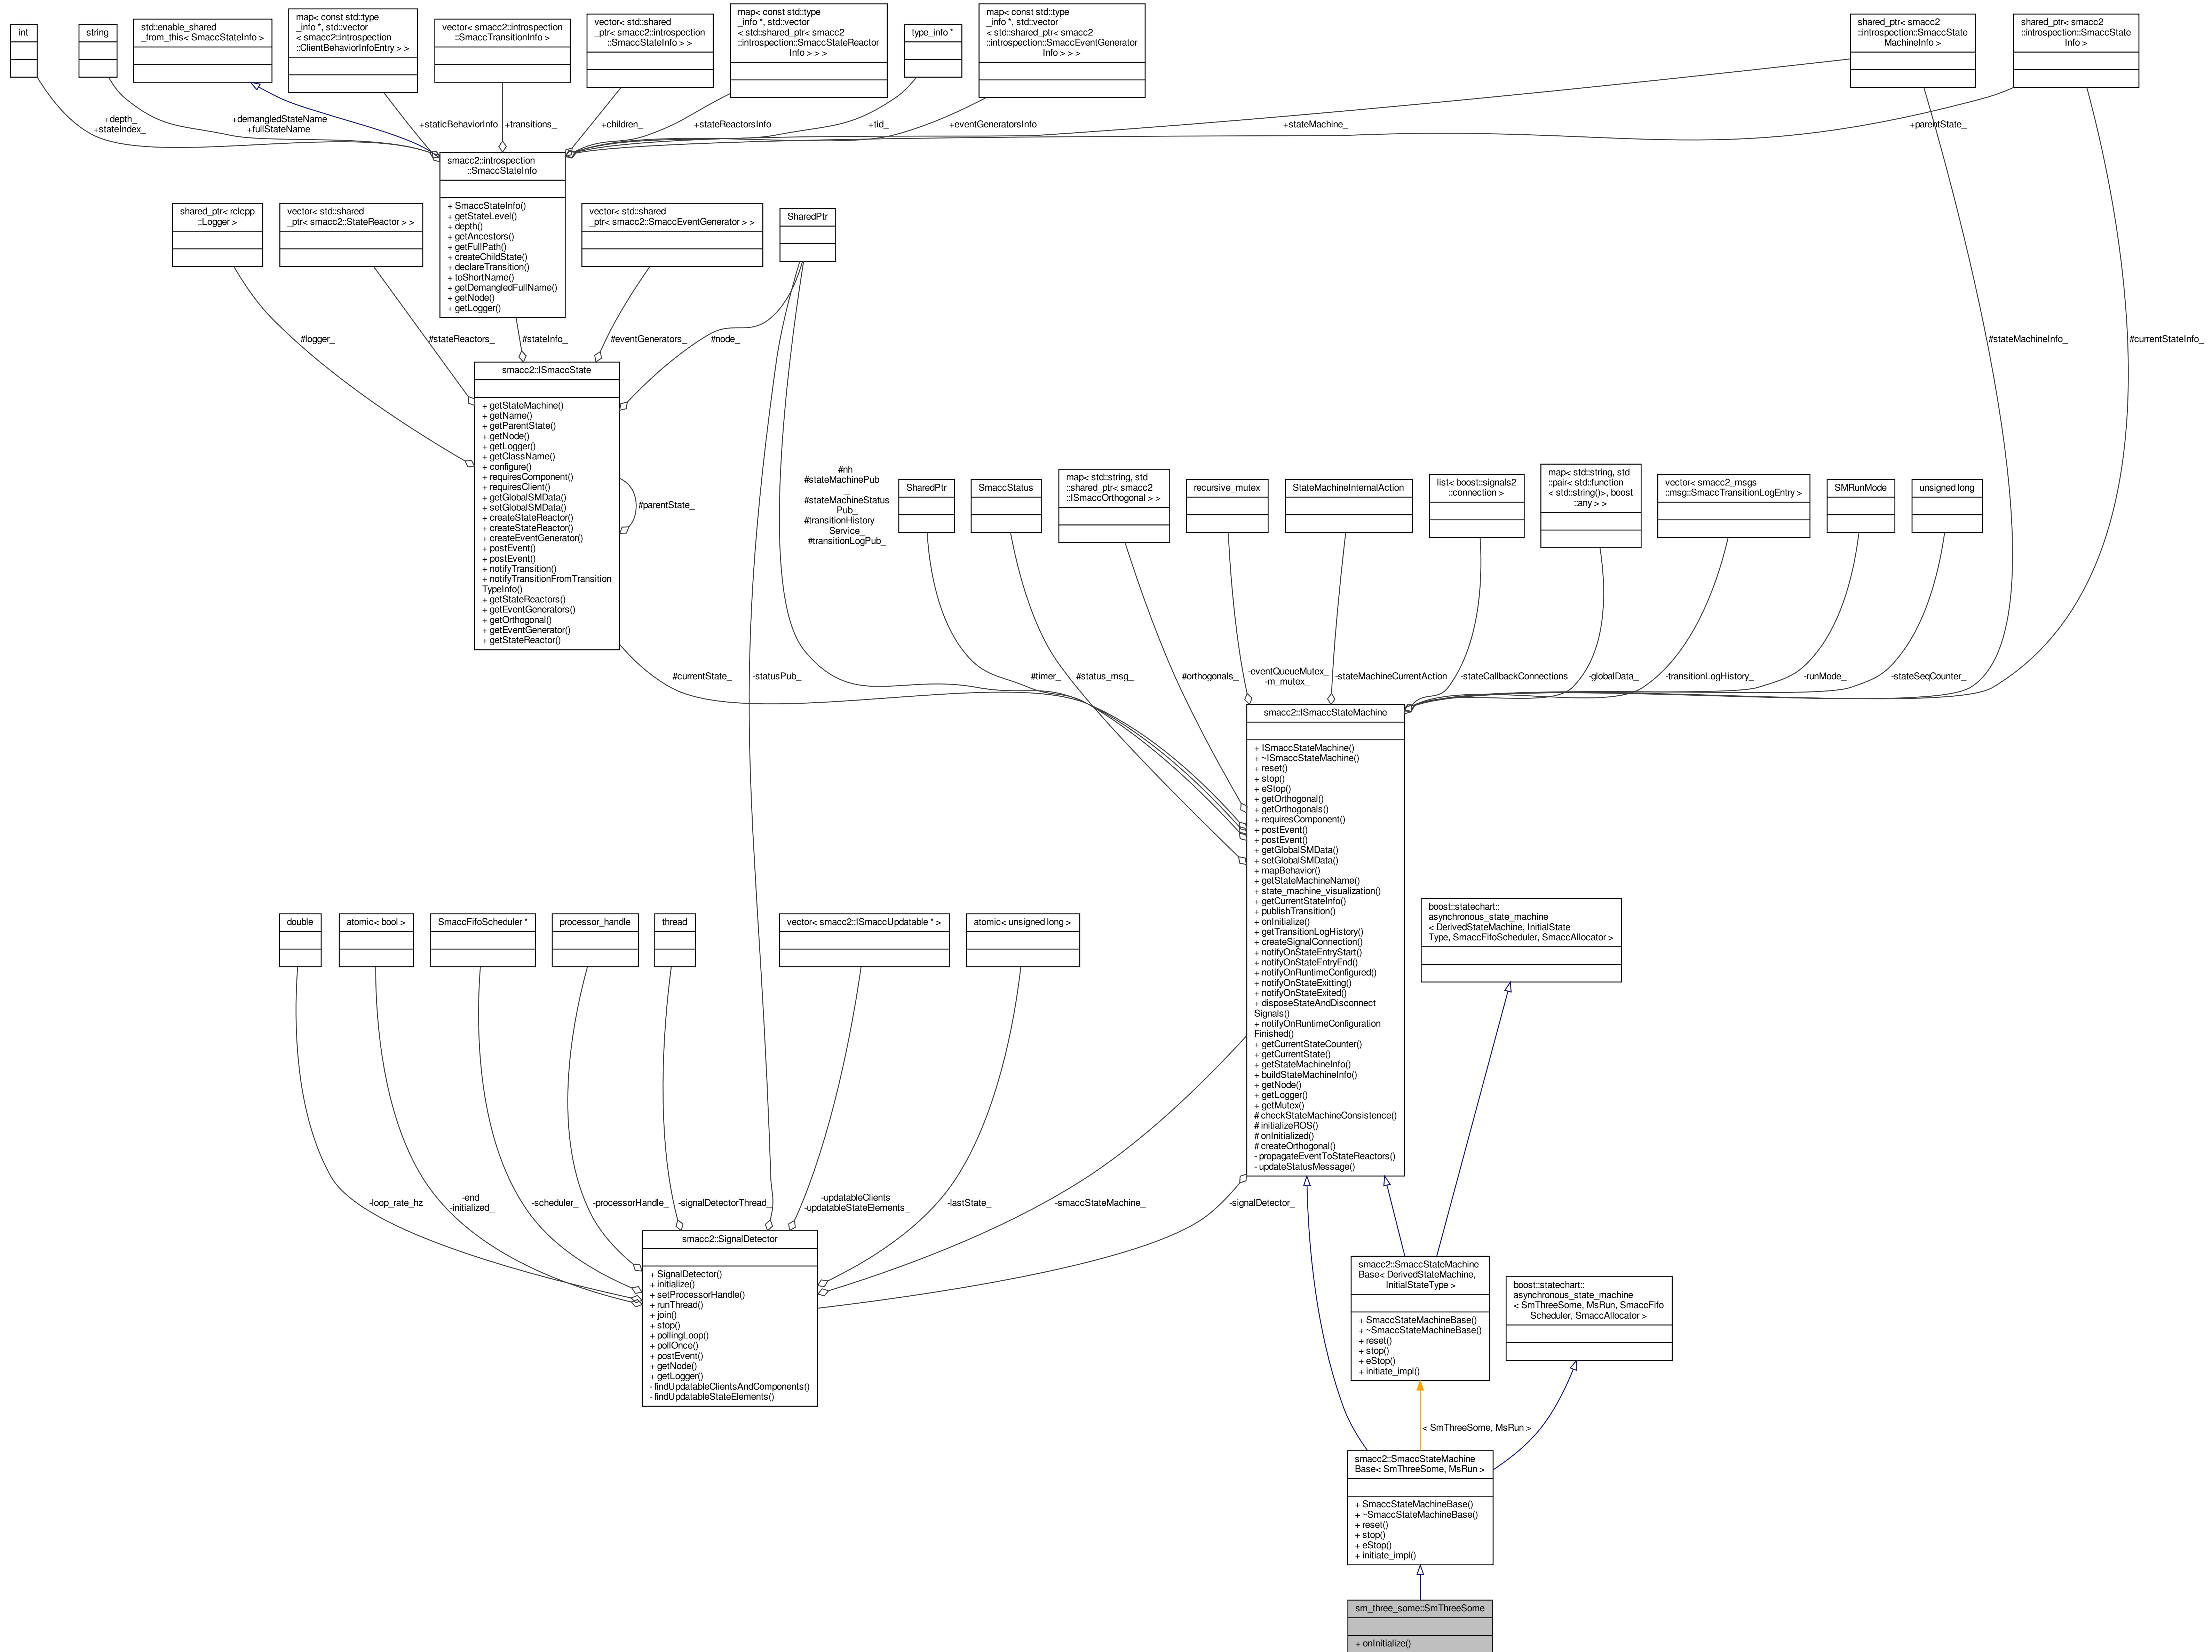 int
string
std::enable_shared
_from_this< SmaccStateInfo >
map< const std::type
_info *, std::vector
< smacc2::introspection
::ClientBehaviorInfoEntry > >
vector< smacc2::introspection
::SmaccTransitionInfo >
vector< std::shared
_ptr< smacc2::introspection
::SmaccStateInfo > >
map< const std::type
_info *, std::vector
< std::shared_ptr< smacc2
::introspection::SmaccStateReactor
Info > > >
type_info *
map< const std::type
_info *, std::vector
< std::shared_ptr< smacc2
::introspection::SmaccEventGenerator
Info > > >
shared_ptr< smacc2
::introspection::SmaccState
MachineInfo >
shared_ptr< smacc2
::introspection::SmaccState
Info >
+depth_
+stateIndex_
+demangledStateName
+fullStateName
+staticBehaviorInfo
+transitions_
+children_
+stateReactorsInfo
+tid_
+eventGeneratorsInfo
+stateMachine_
+parentState_
smacc2::introspection
::SmaccStateInfo
+ SmaccStateInfo()
+ getStateLevel()
+ depth()
+ getAncestors()
+ getFullPath()
+ createChildState()
+ declareTransition()
+ toShortName()
+ getDemangledFullName()
+ getNode()
+ getLogger()
shared_ptr< rclcpp
::Logger >
vector< std::shared
_ptr< smacc2::StateReactor > >
vector< std::shared
_ptr< smacc2::SmaccEventGenerator > >
SharedPtr
#logger_
#stateReactors_
#stateInfo_
#eventGenerators_
#node_
#stateMachineInfo_
#currentStateInfo_
smacc2::ISmaccState
+ getStateMachine()
+ getName()
+ getParentState()
+ getNode()
+ getLogger()
+ getClassName()
+ configure()
+ requiresComponent()
+ requiresClient()
+ getGlobalSMData()
+ setGlobalSMData()
+ createStateReactor()
+ createStateReactor()
+ createEventGenerator()
+ postEvent()
+ postEvent()
+ notifyTransition()
+ notifyTransitionFromTransition
TypeInfo()
+ getStateReactors()
+ getEventGenerators()
+ getOrthogonal()
+ getEventGenerator()
+ getStateReactor()
#parentState_
#nh_
#stateMachinePub
_
#stateMachineStatus
Pub_
#transitionHistory
Service_
#transitionLogPub_
SharedPtr
SmaccStatus
map< std::string, std
::shared_ptr< smacc2
::ISmaccOrthogonal > >
recursive_mutex
StateMachineInternalAction
list< boost::signals2
::connection >
map< std::string, std
::pair< std::function
< std::string()>, boost
::any > >
vector< smacc2_msgs
::msg::SmaccTransitionLogEntry >
SMRunMode
unsigned long
#currentState_
-statusPub_
#timer_
#status_msg_
#orthogonals_
-eventQueueMutex_
-m_mutex_
-stateMachineCurrentAction
-stateCallbackConnections
-globalData_
-transitionLogHistory_
-runMode_
-stateSeqCounter_
smacc2::ISmaccStateMachine
+ ISmaccStateMachine()
+ ~ISmaccStateMachine()
+ reset()
+ stop()
+ eStop()
+ getOrthogonal()
+ getOrthogonals()
+ requiresComponent()
+ postEvent()
+ postEvent()
+ getGlobalSMData()
+ setGlobalSMData()
+ mapBehavior()
+ getStateMachineName()
+ state_machine_visualization()
+ getCurrentStateInfo()
+ publishTransition()
+ onInitialize()
+ getTransitionLogHistory()
+ createSignalConnection()
+ notifyOnStateEntryStart()
+ notifyOnStateEntryEnd()
+ notifyOnRuntimeConfigured()
+ notifyOnStateExitting()
+ notifyOnStateExited()
+ disposeStateAndDisconnect
Signals()
+ notifyOnRuntimeConfiguration
Finished()
+ getCurrentStateCounter()
+ getCurrentState()
+ getStateMachineInfo()
+ buildStateMachineInfo()
+ getNode()
+ getLogger()
+ getMutex()
# checkStateMachineConsistence()
# initializeROS()
# onInitialized()
# createOrthogonal()
- propagateEventToStateReactors()
- updateStatusMessage()
boost::statechart::
asynchronous_state_machine
< DerivedStateMachine, InitialState
Type, SmaccFifoScheduler, SmaccAllocator >
double
atomic< bool >
SmaccFifoScheduler *
processor_handle
thread
vector< smacc2::ISmaccUpdatable * >
atomic< unsigned long >
-loop_rate_hz
-end_
-initialized_
-scheduler_
-processorHandle_
-signalDetectorThread_
-updatableClients_
-updatableStateElements_
-lastState_
-smaccStateMachine_
-signalDetector_
smacc2::SignalDetector
+ SignalDetector()
+ initialize()
+ setProcessorHandle()
+ runThread()
+ join()
+ stop()
+ pollingLoop()
+ pollOnce()
+ postEvent()
+ getNode()
+ getLogger()
- findUpdatableClientsAndComponents()
- findUpdatableStateElements()
smacc2::SmaccStateMachine
Base< DerivedStateMachine,
InitialStateType >
+ SmaccStateMachineBase()
+ ~SmaccStateMachineBase()
+ reset()
+ stop()
+ eStop()
+ initiate_impl()
boost::statechart::
asynchronous_state_machine
< SmThreeSome, MsRun, SmaccFifo
Scheduler, SmaccAllocator >
< SmThreeSome, MsRun >
smacc2::SmaccStateMachine
Base< SmThreeSome, MsRun >
+ SmaccStateMachineBase()
+ ~SmaccStateMachineBase()
+ reset()
+ stop()
+ eStop()
+ initiate_impl()
sm_three_some::SmThreeSome
+ onInitialize()